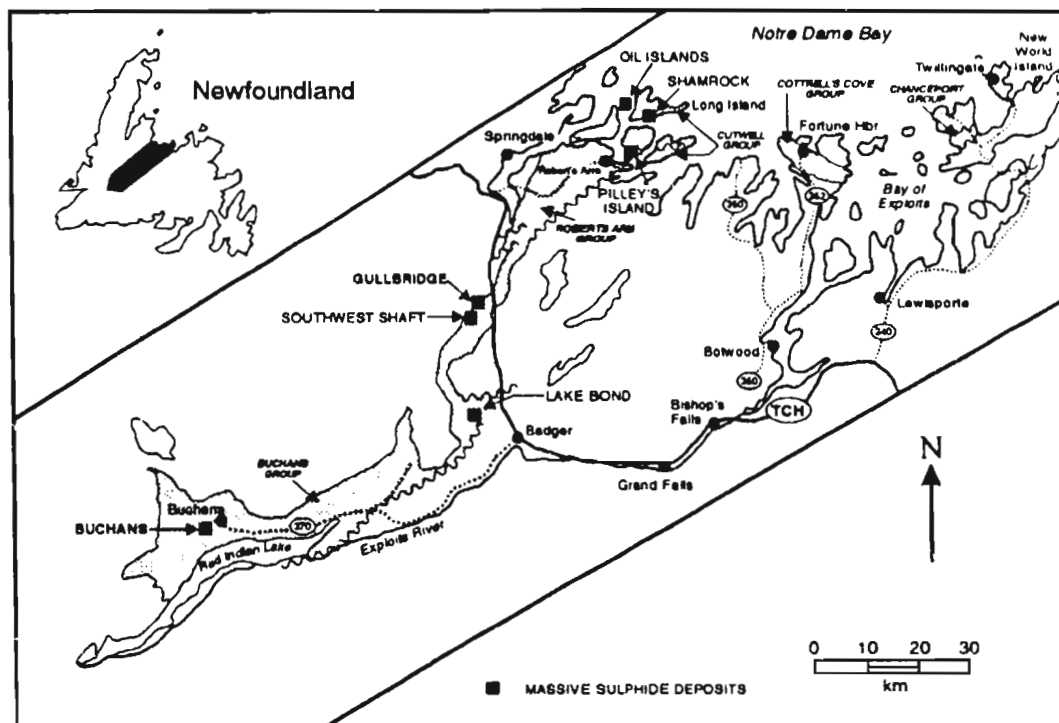 Newfoundland
Notre Dame Bay
New
World
Island
OIL ISLANDS
Twillingate
SHAMROCK
COTTRELL'S COVE
GROUP
CHANCEPORT
GROUP
Long Island
Fortune Hbr
Springdale
CUTWELL
GROUP
Robert's Arm
PILLEY'S
ISLAND
360
352
Bay of
Exploits
ROBERTS ARM
GROUP
GULLBRIDGE
SOUTHWEST SHAFT
Lewisporte
340
Botwood
360
LAKE BOND
Bishop's
Falls
TCH
Badger
N
BUCHANS
GROUP
Grand Falls
Buchans
BUCHANS
370
Red Indian Lake
Exploits River
0 10 20 30
km
MASSIVE SULPHIDE DEPOSITS